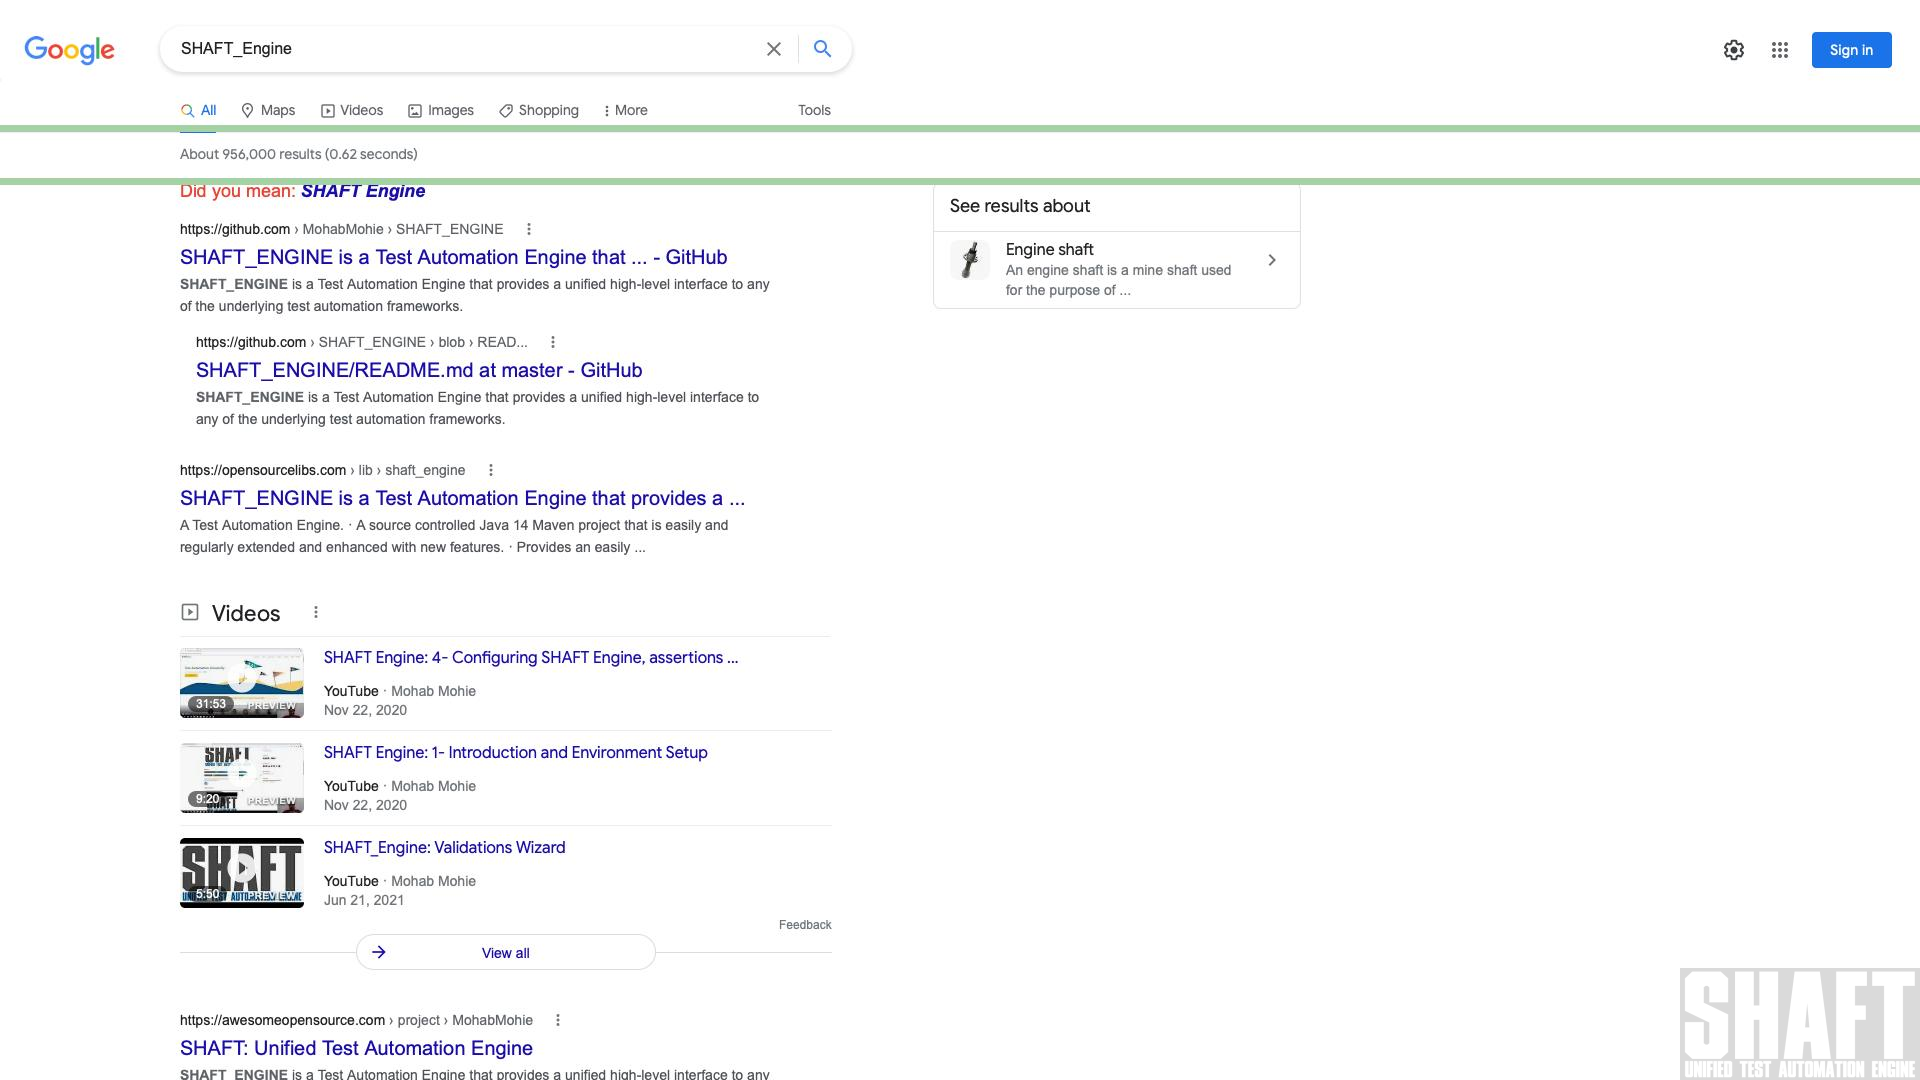 Google
SHAFT_Engine
Sign in
All
Maps
Videos
Images
Shopping
More
Tools
About 956,000 results (0.62 seconds)
Did you mean: SHAFT Engine
https://github.com › MohabMohie › SHAFT_ENGINE
SHAFT_ENGINE is a Test Automation Engine that ... - GitHub
SHAFT_ENGINE is a Test Automation Engine that provides a unified high-level interface to any
of the underlying test automation frameworks.
https://github.com › SHAFT_ENGINE › blob › READ...
SHAFT_ENGINE/README.md at master - GitHub
SHAFT_ENGINE is a Test Automation Engine that provides a unified high-level interface to
any of the underlying test automation frameworks.
https://opensourcelibs.com › lib › shaft_engine
SHAFT_ENGINE is a Test Automation Engine that provides a ...
A Test Automation Engine. · A source controlled Java 14 Maven project that is easily and
regularly extended and enhanced with new features. · Provides an easily ...
Videos
31:53
PREVIEW
SHAFT Engine: 4- Configuring SHAFT Engine, assertions ...
YouTube · Mohab Mohie
Nov 22, 2020
SHAFT
9:20
PREVIEW
SHAFT Engine: 1- Introduction and Environment Setup
YouTube · Mohab Mohie
Nov 22, 2020
SHAFT
UNIFIED TEST AUTOMATION ENGINE
5:50
PREVIEW
SHAFT_Engine: Validations Wizard
YouTube · Mohab Mohie
Jun 21, 2021
Feedback
View all
https://awesomeopensource.com › project › MohabMohie
SHAFT: Unified Test Automation Engine
SHAFT_ENGINE is a Test Automation Engine that provides a unified high-level interface to any
See results about
Engine shaft
An engine shaft is a mine shaft used
for the purpose of ...
SHAFT
UNIFIED TEST AUTOMATION ENGINE